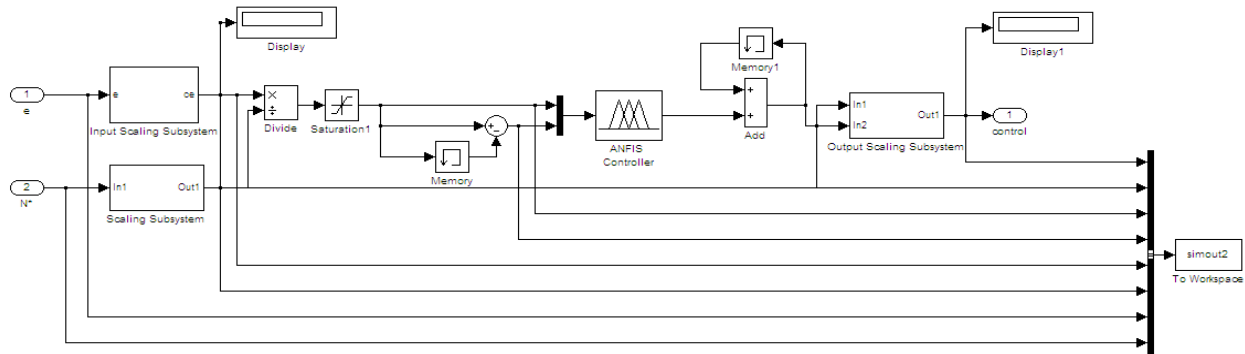 Display
Display1
Memory1
1
e
e
ce
Input Scaling Subsystem
×
÷
Divide
Saturation1
+
−
Memory
ANFIS
Controller
+
+
Add
In1
In2
Out1
Output Scaling Subsystem
1
control
2
N*
In1
Out1
Scaling Subsystem
simout2
To Workspace